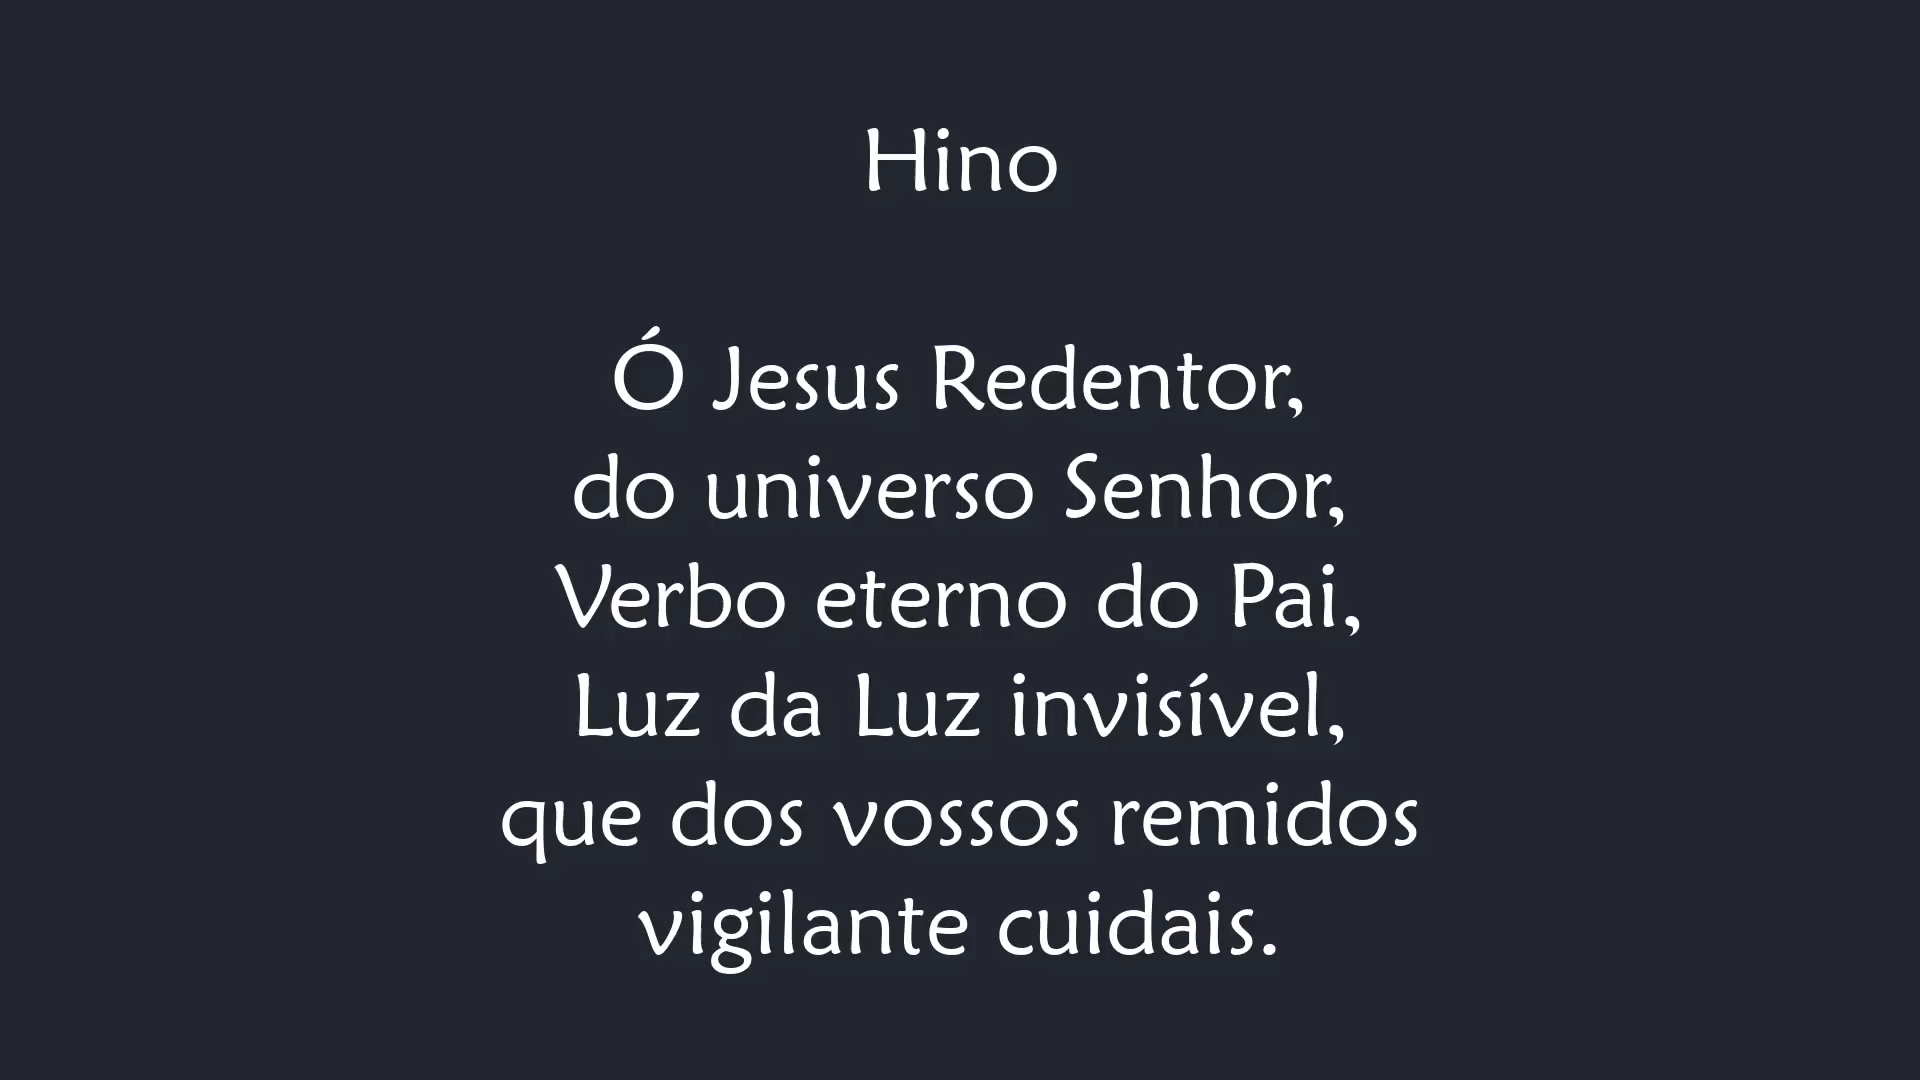 Hino
Ó Jesus Redentor,
do universo Senhor,
Verbo eterno do Pai,
Luz da Luz invisível,
que dos vossos remidos
vigilante cuidais.